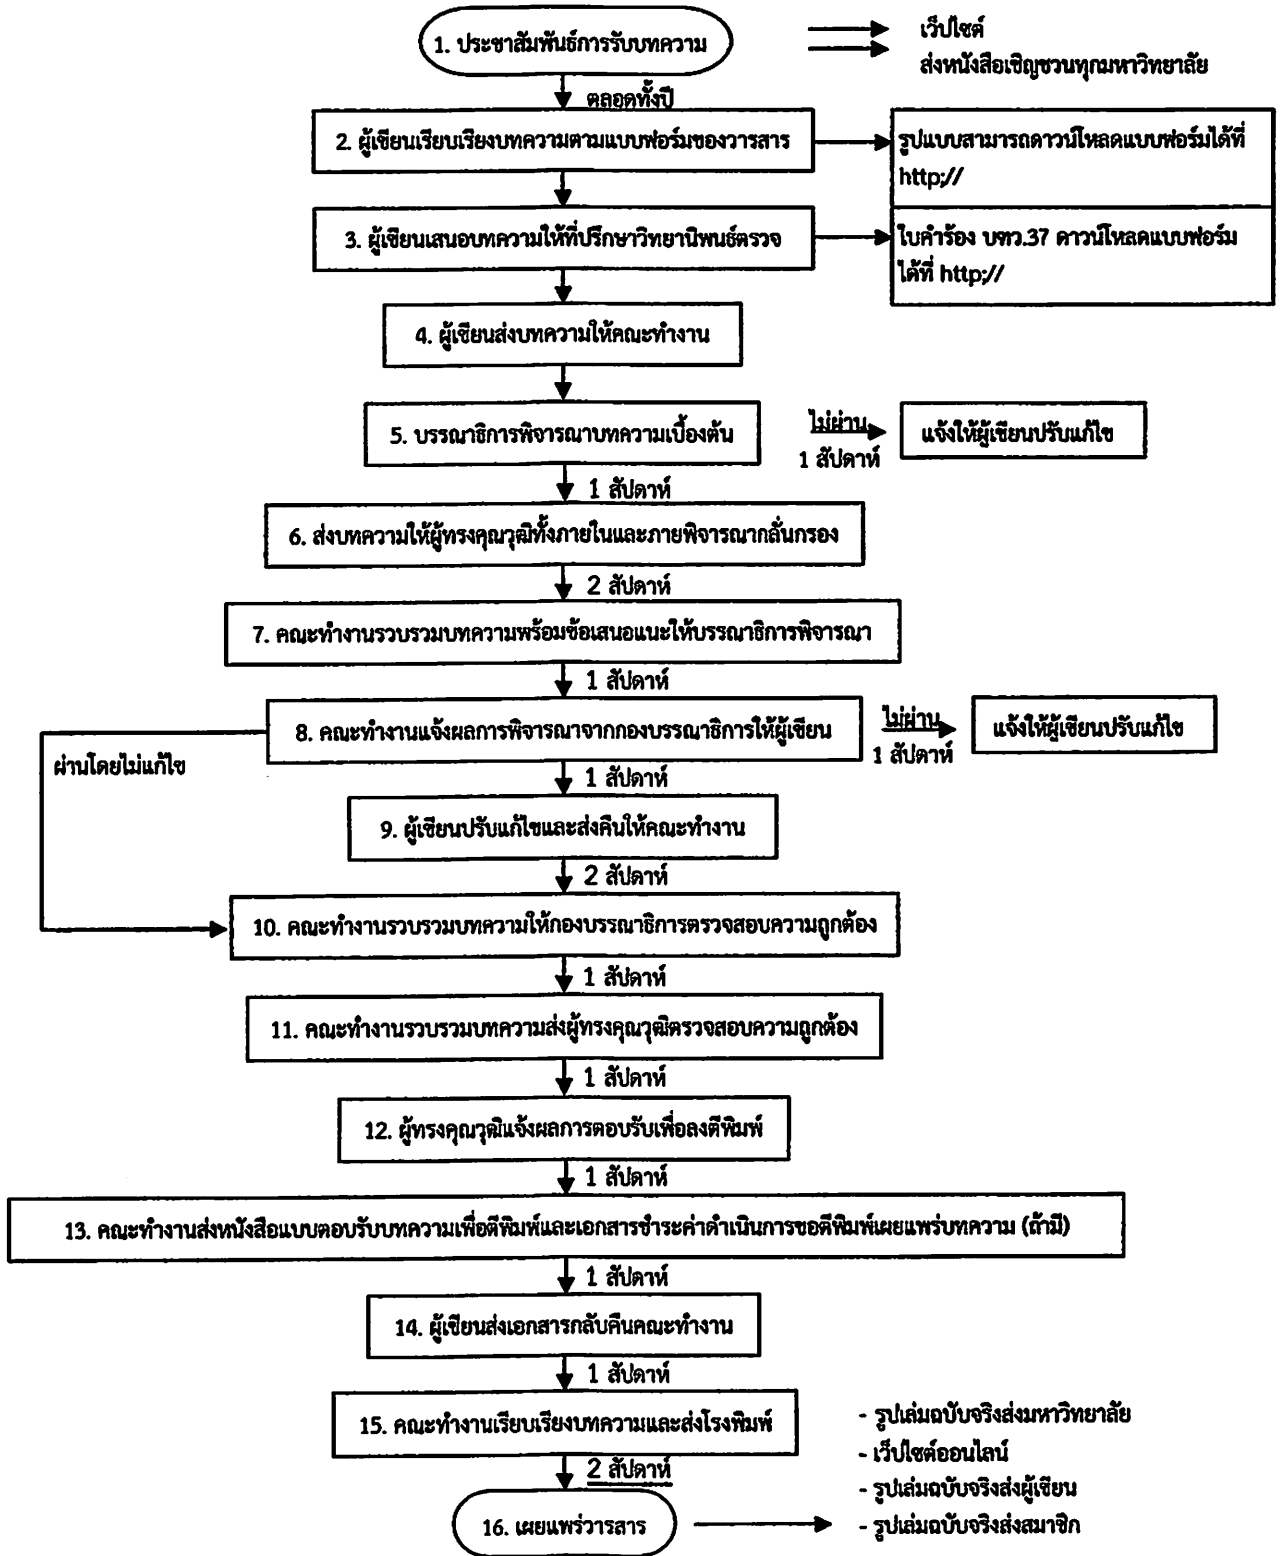 1. ประชาสัมพันธ์การรับบทความ
เว็ปไซต์
ส่งหนังสือเชิญชวนทุกมหาวิทยาลัย
ตลอดทั้งปี
2. ผู้เขียนเรียบเรียงบทความตามแบบฟอร์มของวารสาร
รูปแบบสามารถดาวน์โหลดแบบฟอร์มได้ที่
http;//
3. ผู้เขียนเสนอบทความให้ที่ปรึกษาวิทยานิพนธ์ตรวจ
ใบคำร้อง บทว.37 ดาวน์โหลดแบบฟอร์ม
ได้ที่ http;//
4. ผู้เขียนส่งบทความให้คณะทำงาน
5. บรรณาธิการพิจารณาบทความเบื้องต้น
ไม่ผ่าน
1 สัปดาห์
แจ้งให้ผู้เขียนปรับแก้ไข
1 สัปดาห์
6. ส่งบทความให้ผู้ทรงคุณวุฒิทั้งภายในและภายพิจารณากลั่นกรอง
2 สัปดาห์
7. คณะทำงานรวบรวมบทความพร้อมข้อเสนอแนะให้บรรณาธิการพิจารณา
1 สัปดาห์
8. คณะทำงานแจ้งผลการพิจารณาจากกองบรรณาธิการให้ผู้เขียน
ไม่ผ่าน
1 สัปดาห์
แจ้งให้ผู้เขียนปรับแก้ไข
ผ่านโดยไม่แก้ไข
1 สัปดาห์
9. ผู้เขียนปรับแก้ไขและส่งคืนให้คณะทำงาน
2 สัปดาห์
10. คณะทำงานรวบรวมบทความให้กองบรรณาธิการตรวจสอบความถูกต้อง
1 สัปดาห์
11. คณะทำงานรวบรวมบทความส่งผู้ทรงคุณวุฒิตรวจสอบความถูกต้อง
1 สัปดาห์
12. ผู้ทรงคุณวุฒิแจ้งผลการตอบรับเพื่อลงตีพิมพ์
1 สัปดาห์
13. คณะทำงานส่งหนังสือแบบตอบรับบทความเพื่อตีพิมพ์และเอกสารชำระค่าดำเนินการขอตีพิมพ์เผยแพร่บทความ (ถ้ามี)
1 สัปดาห์
14. ผู้เขียนส่งเอกสารกลับคืนคณะทำงาน
1 สัปดาห์
15. คณะทำงานเรียบเรียงบทความและส่งโรงพิมพ์
2 สัปดาห์
16. เผยแพร่วารสาร
- รูปเล่มฉบับจริงส่งมหาวิทยาลัย
- เว็ปไซต์ออนไลน์
- รูปเล่มฉบับจริงส่งผู้เขียน
- รูปเล่มฉบับจริงส่งสมาชิก